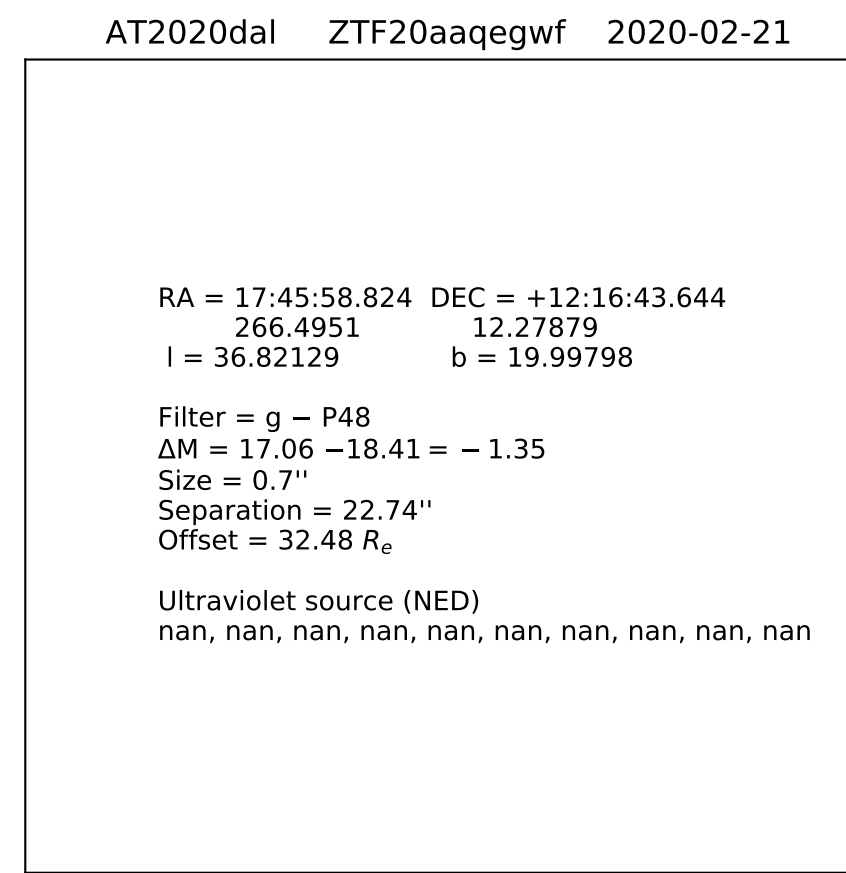 AT2020dal ZTF20aaqegwf 2020-02-21
RA = 17:45:58.824 DEC = +12:16:43.644
266.4951 12.27879
l = 36.82129 b = 19.99798
Filter = g − P48
ΔM = 17.06 −18.41 = − 1.35
Size = 0.7''
Separation = 22.74''
Offset = 32.48 Rₑ
Ultraviolet source (NED)
nan, nan, nan, nan, nan, nan, nan, nan, nan, nan